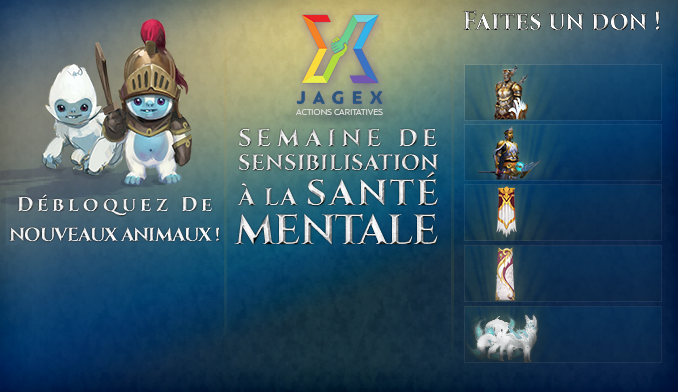 DÉBLOQUEZ DE
NOUVEAUX ANIMAUX !
JAGEX
ACTIONS CARITATIVES
SEMAINE DE
SENSIBILISATION
À LA SANTÉ
MENTALE
FAITES UN DON !